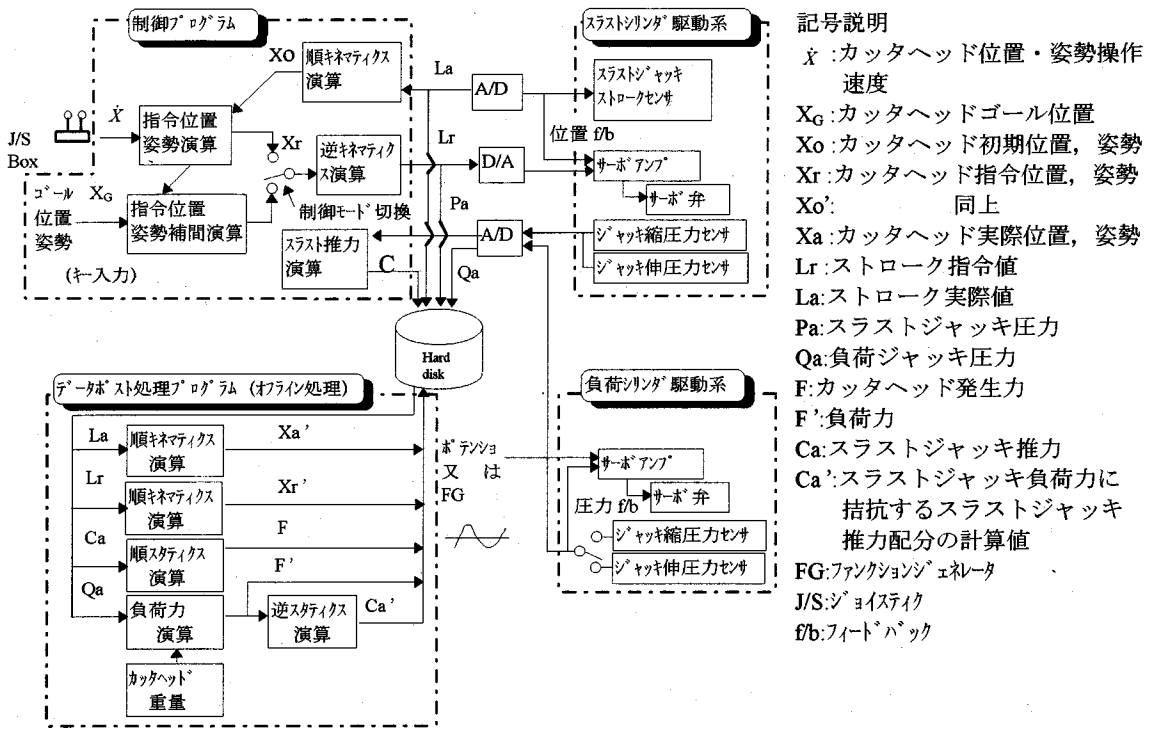 制御プログラム
Xo
順キネマティクス
演算
J/S
Box
Ẋ
指令位置
姿勢演算
Xr
逆キネマティク
ス演算
ゴール
位置
姿勢
XG
指令位置
姿勢補間演算
制御モード切換
(キー入力)
スラスト推力
演算
C
La
A/D
Lr
D/A
Pa
A/D
Qa
位置 f/b
スラストシリンダ駆動系
スラストジャッキ
ストロークセンサ
サーボアンプ
サーボ弁
ジャッキ縮圧力センサ
ジャッキ伸圧力センサ
Hard
disk
データポスト処理プログラム (オフライン処理)
La
順キネマティクス
演算
Xa'
Lr
順キネマティクス
演算
Xr'
Ca
順スタティクス
演算
F
Qa
負荷力
演算
F'
逆スタティクス
演算
Ca'
カッタヘッド
重量
ポテンショ
又は
FG
負荷シリンダ駆動系
サーボアンプ
サーボ弁
圧力 f/b
ジャッキ縮圧力センサ
ジャッキ伸圧力センサ
記号説明
Ẋ:カッタヘッド位置・姿勢操作
速度
XG:カッタヘッドゴール位置
Xo:カッタヘッド初期位置，姿勢
Xr:カッタヘッド指令位置，姿勢
Xo': 同上
Xa:カッタヘッド実際位置，姿勢
Lr:ストローク指令値
La:ストローク実際値
Pa:スラストジャッキ圧力
Qa:負荷ジャッキ圧力
F:カッタヘッド発生力
F':負荷力
Ca:スラストジャッキ推力
Ca':スラストジャッキ負荷力に
拮抗するスラストジャッキ
推力配分の計算値
FG:ファンクションジェネレータ
J/S:ジョイスティク
f/b:フィードバック